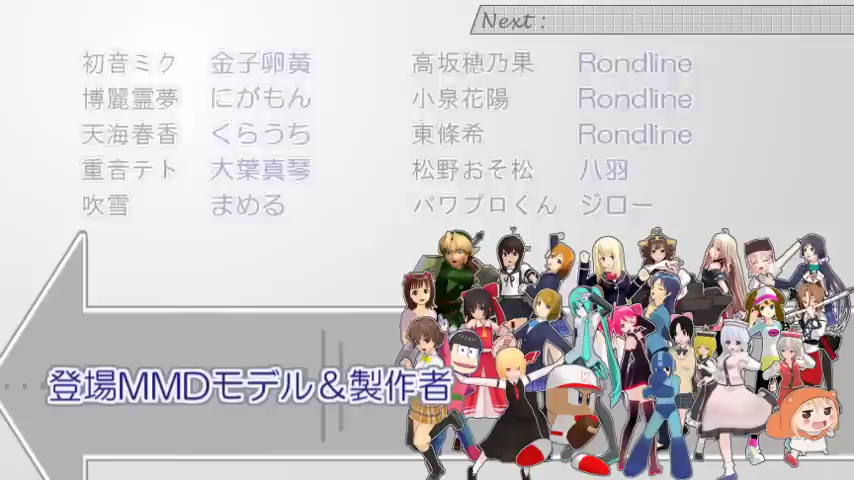 Next :
初音ミク 金子卵黄
博麗霊夢 にがもん
天海春香 くらうち
重音テト 大葉真琴
吹雪 まめる
高坂穂乃果 Rondline
小泉花陽 Rondline
東條希 Rondline
松野おそ松 八羽
パワプロくん ジロー
登場MMDモデル＆製作者